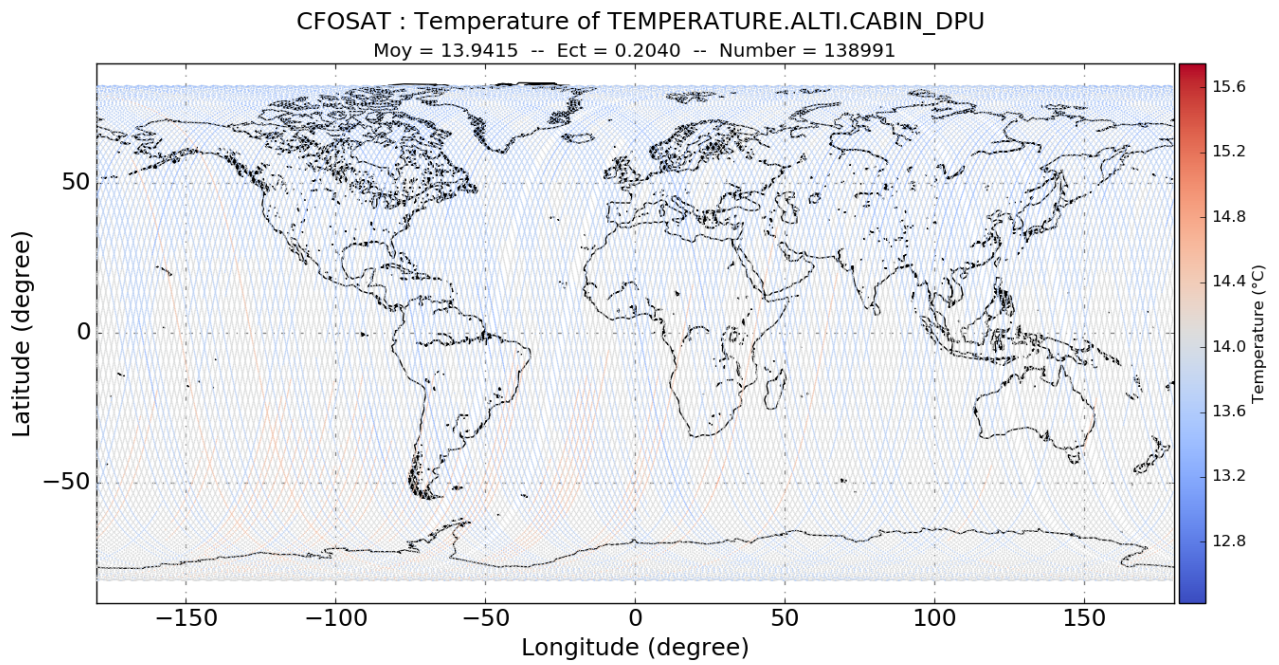 CFOSAT : Temperature of TEMPERATURE.ALTI.CABIN_DPU
Moy = 13.9415 -- Ect = 0.2040 -- Number = 138991
50
0
−50
Latitude (degree)
−150 −100 −50 0 50 100 150
Longitude (degree)
15.6
15.2
14.8
14.4
14.0
13.6
13.2
12.8
Temperature (°C)